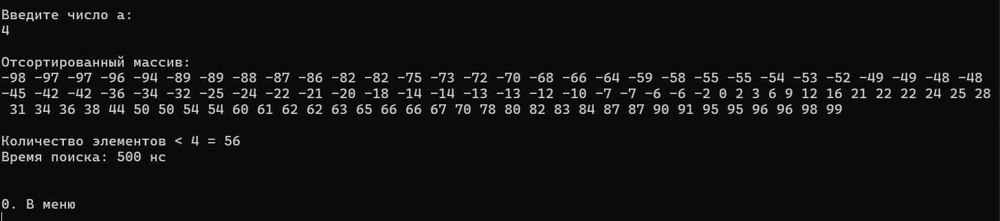 Введите число a:
4
Отсортированный массив:
-98 -97 -97 -96 -94 -89 -89 -88 -87 -86 -82 -82 -75 -73 -72 -70 -68 -66 -64 -59 -58 -55 -55 -54 -53 -52 -49 -49 -48 -48
-45 -42 -42 -36 -34 -32 -25 -24 -22 -21 -20 -18 -14 -14 -13 -13 -12 -10 -7 -7 -6 -6 -2 0 2 3 6 9 12 16 21 22 22 24 25 28
31 34 36 38 44 50 50 54 54 60 61 62 62 63 65 66 66 67 70 78 80 82 83 84 87 87 90 91 95 95 96 96 98 99
Количество элементов < 4 = 56
Время поиска: 500 нс
0. В меню